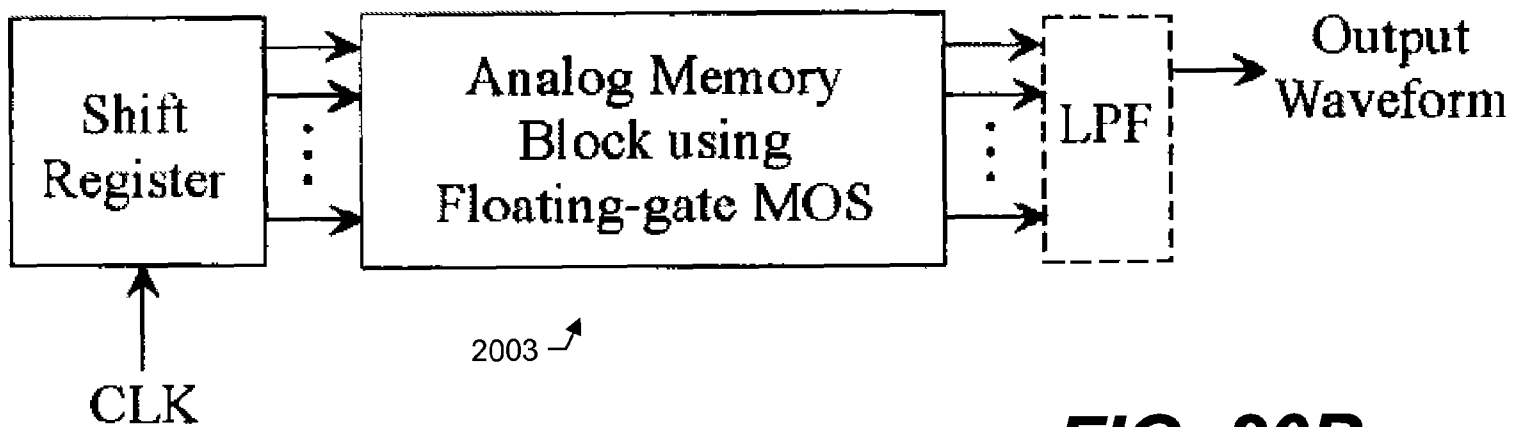 Shift
Register
Analog Memory
Block using
Floating-gate MOS
LPF
Output
Waveform
2003
CLK